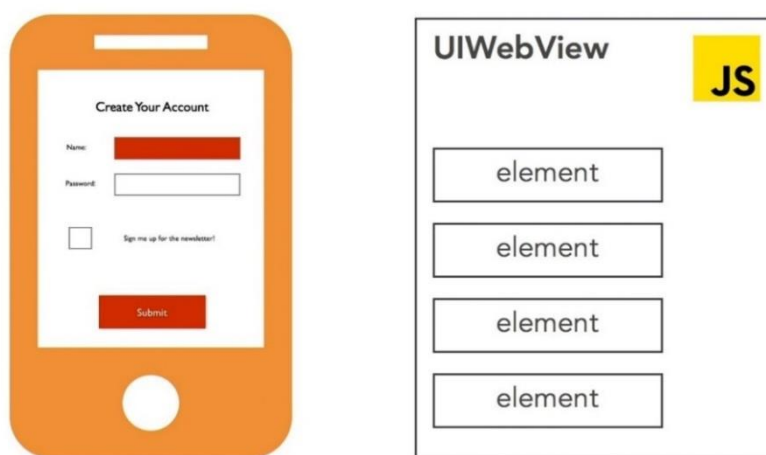 Create Your Account
Name:
Password:
Sign me up for the newsletter!
Submit
UIWebView
JS
element
element
element
element